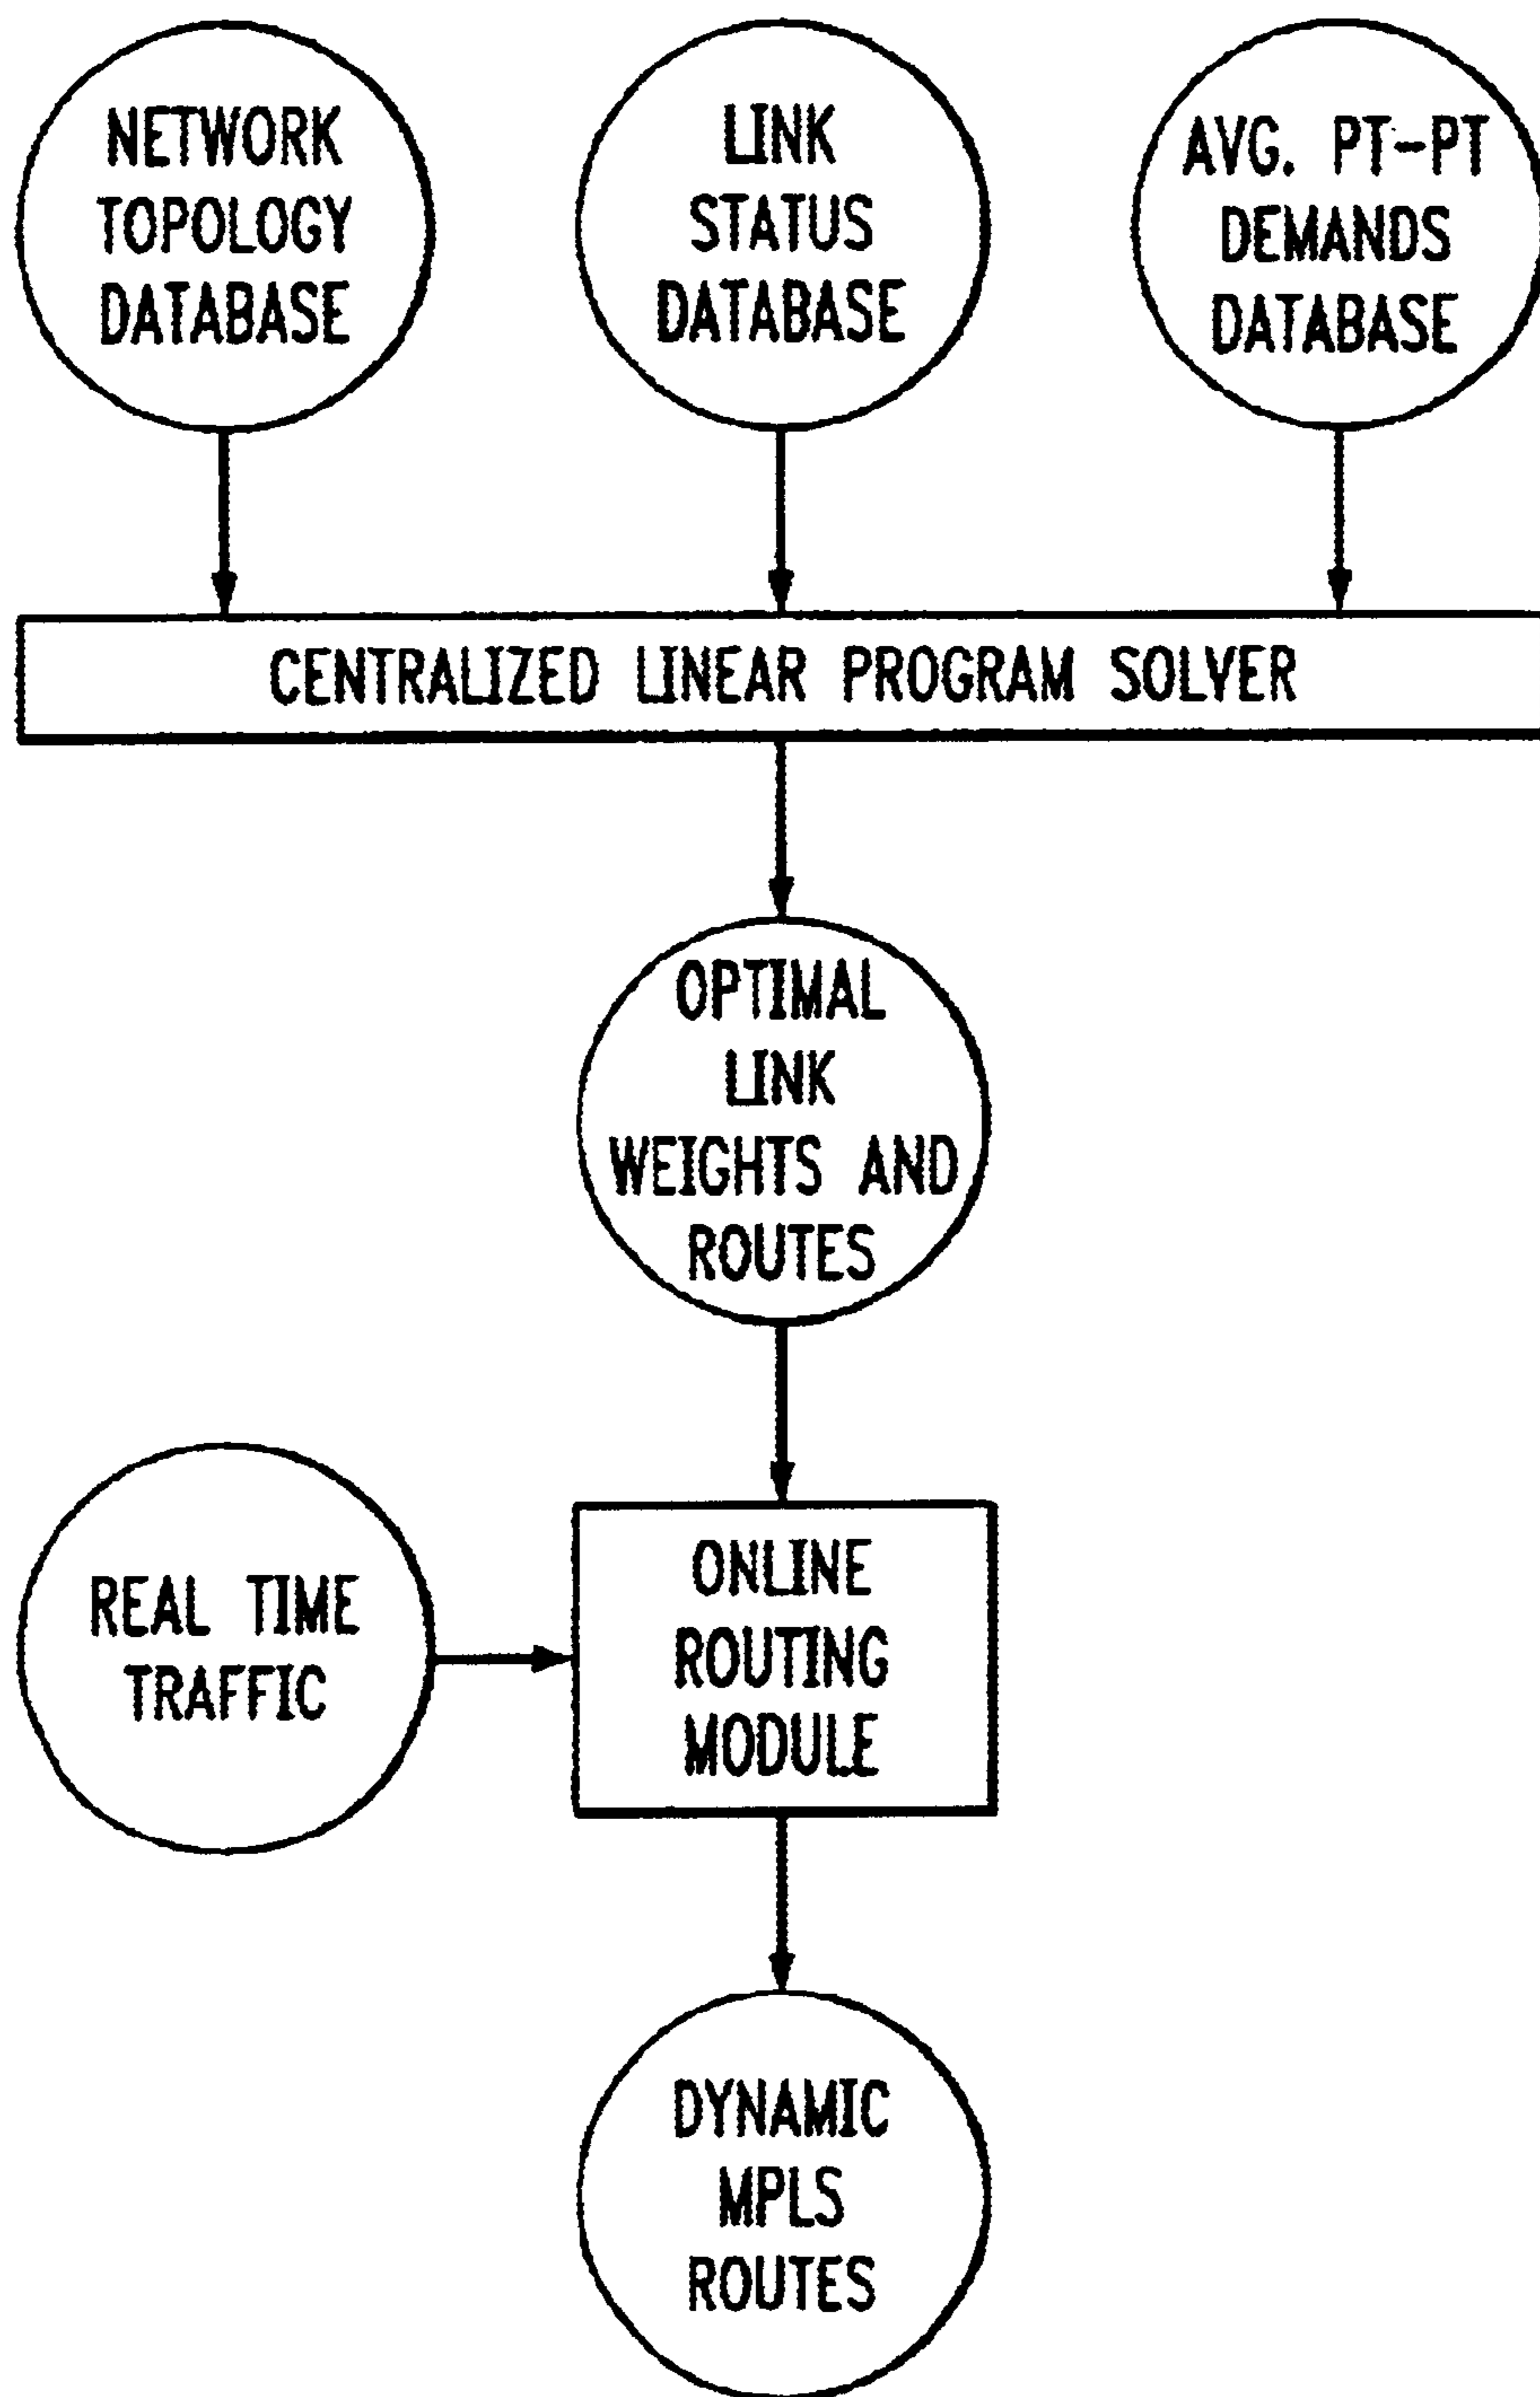 NETWORK
TOPOLOGY
DATABASE
LINK
STATUS
DATABASE
AVG. PT-PT
DEMANDS
DATABASE
CENTRALIZED LINEAR PROGRAM SOLVER
OPTIMAL
LINK
WEIGHTS AND
ROUTES
REAL TIME
TRAFFIC
ONLINE
ROUTING
MODULE
DYNAMIC
MPLS
ROUTES